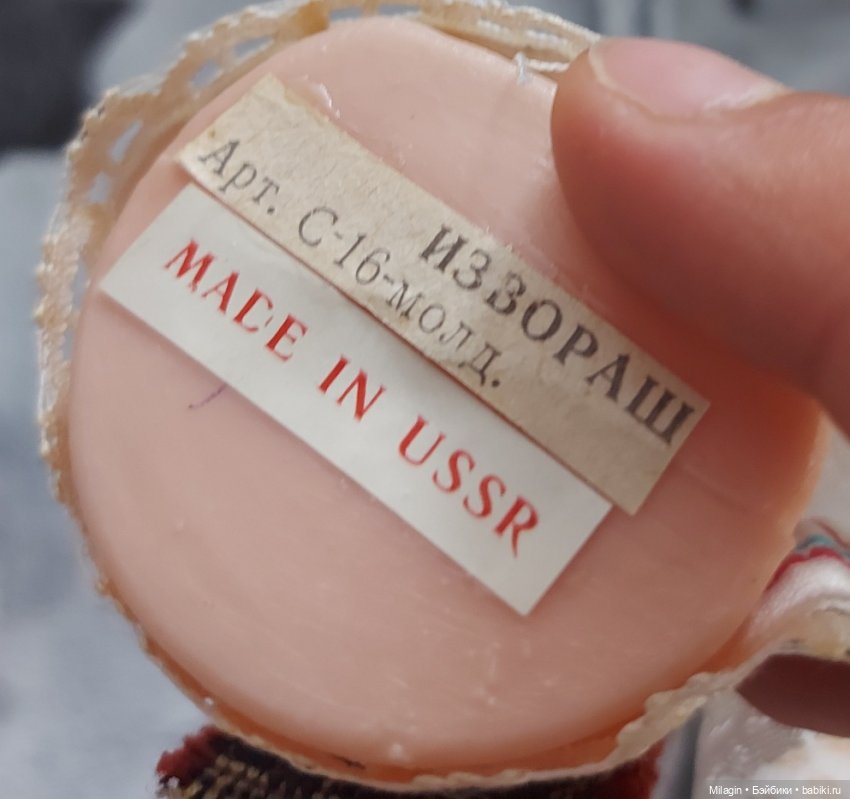 ИЗВОРАШ
Арт. С-16-молд.
MADE IN USSR
Milagin • Бэйбики • babiki.ru